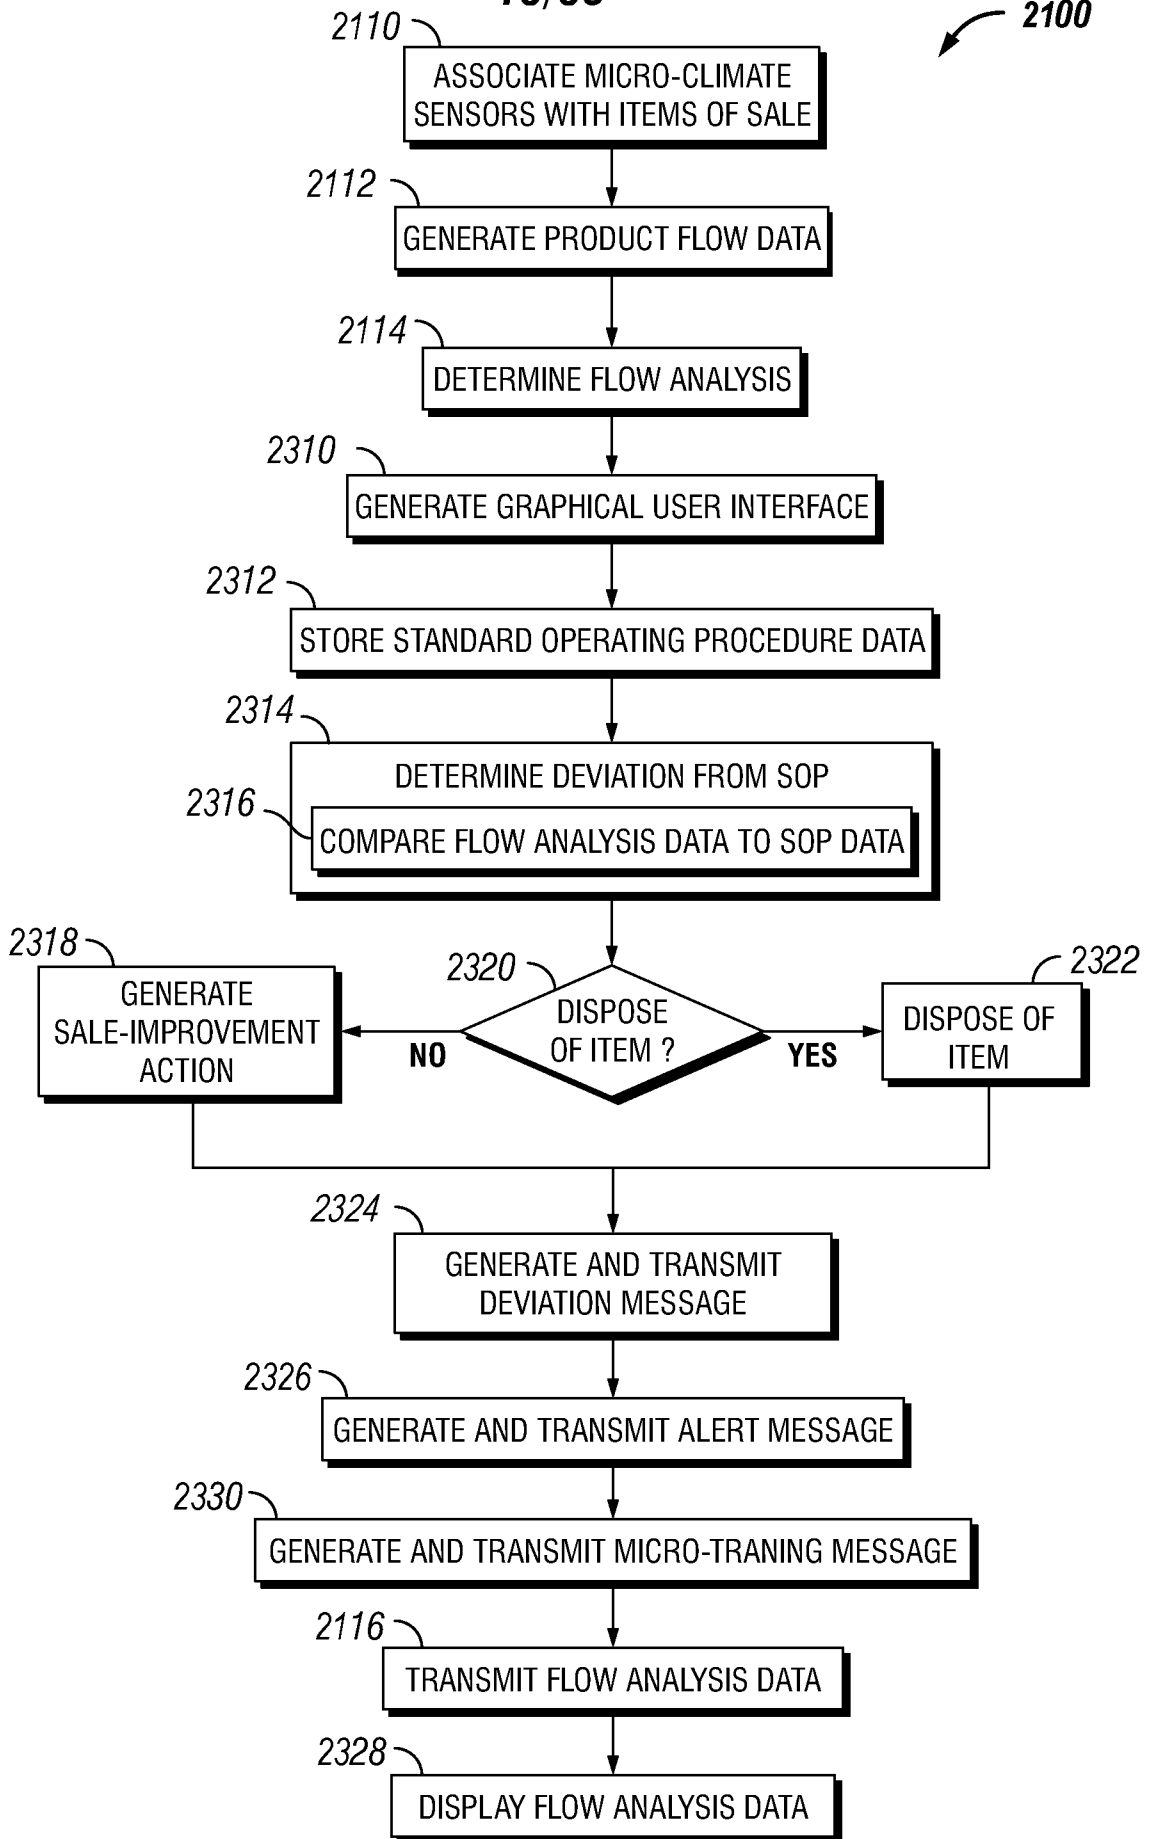 2100
2110
ASSOCIATE MICRO-CLIMATE
SENSORS WITH ITEMS OF SALE
2112
GENERATE PRODUCT FLOW DATA
2114
DETERMINE FLOW ANALYSIS
2310
GENERATE GRAPHICAL USER INTERFACE
2312
STORE STANDARD OPERATING PROCEDURE DATA
2314
DETERMINE DEVIATION FROM SOP
2316
COMPARE FLOW ANALYSIS DATA TO SOP DATA
2318
GENERATE
SALE-IMPROVEMENT
ACTION
2320
DISPOSE
OF ITEM ?
NO
YES
2322
DISPOSE OF
ITEM
2324
GENERATE AND TRANSMIT
DEVIATION MESSAGE
2326
GENERATE AND TRANSMIT ALERT MESSAGE
2330
GENERATE AND TRANSMIT MICRO-TRANING MESSAGE
2116
TRANSMIT FLOW ANALYSIS DATA
2328
DISPLAY FLOW ANALYSIS DATA